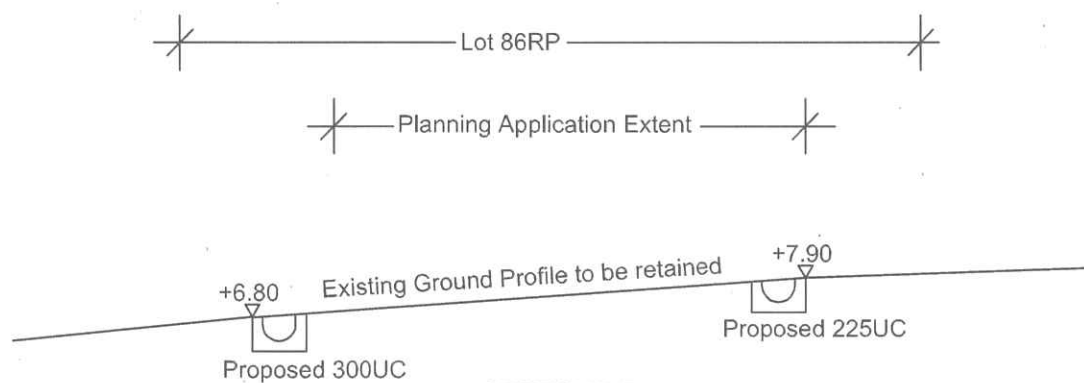 Lot 86RP
Planning Application Extent
+7.90
+6.80
Existing Ground Profile to be retained
Proposed 225UC
Proposed 300UC